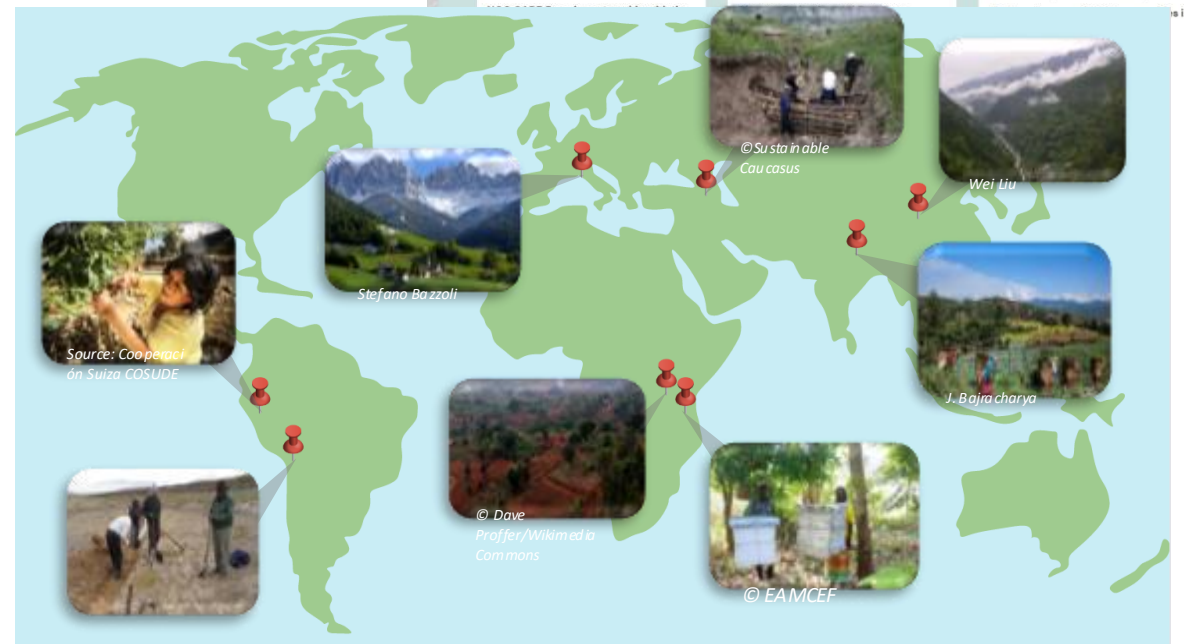 ©Sustainable
Caucasus
Wei Liu
Stefano Bazzoli
Source: Cooperaci
ón Suiza COSUDE
J. Bajracharya
© Dave
Proffer/Wikimedia
Commons
© EAMCEF